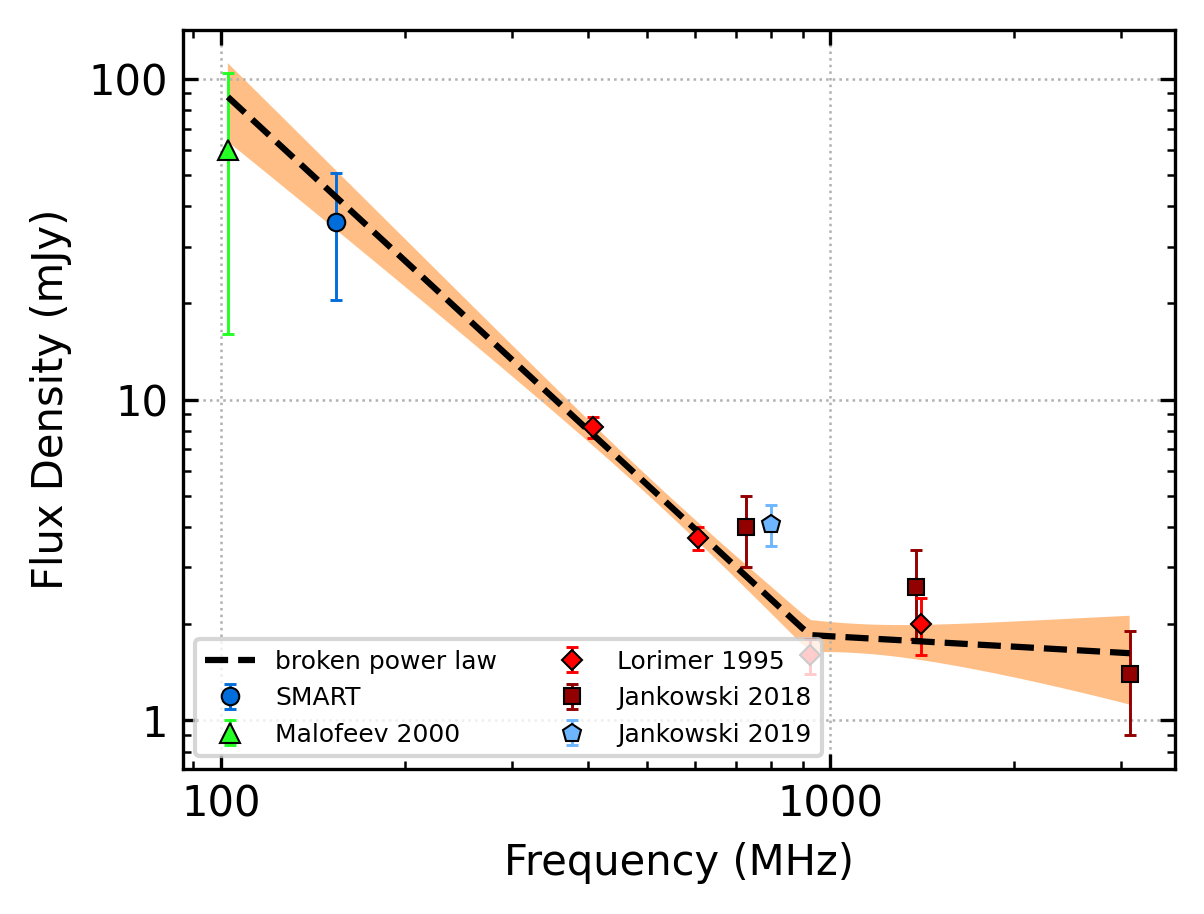 Flux Density (mJy)
100
10
1
broken power law
SMART
Malofeev 2000
Lorimer 1995
Jankowski 2018
Jankowski 2019
100
1000
Frequency (MHz)